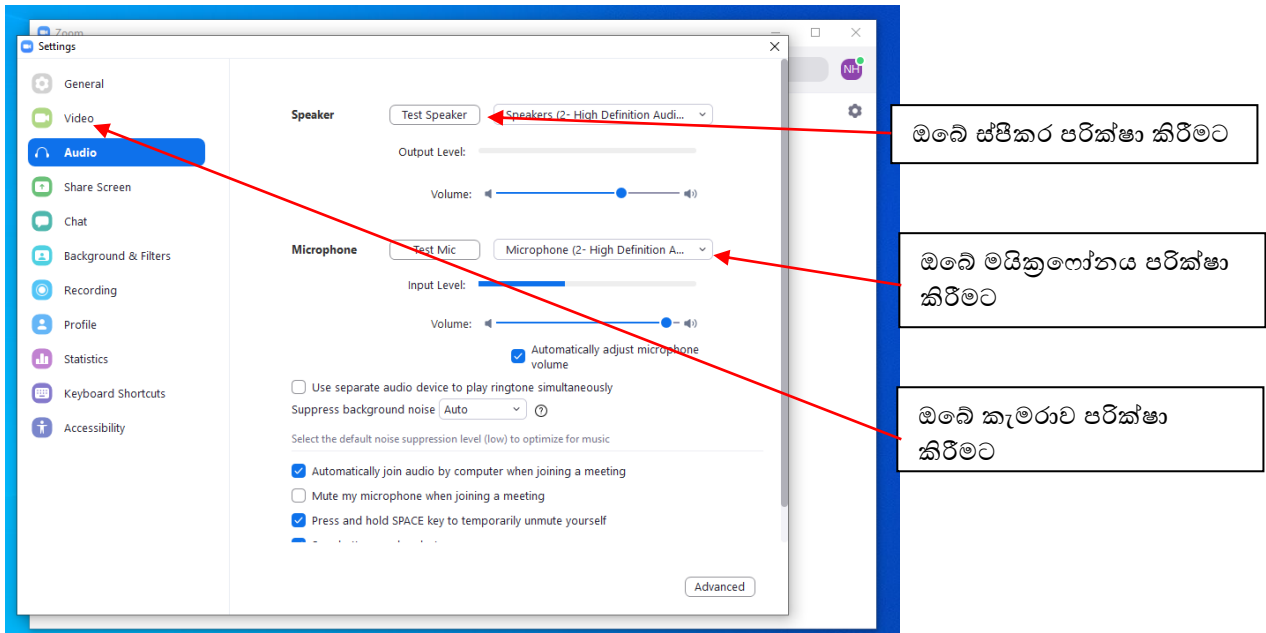 Zoom
Settings
NH
General
Video
Audio
Share Screen
Chat
Background & Filters
Recording
Profile
Statistics
Keyboard Shortcuts
Accessibility
Speaker
Test Speaker
Speakers (2- High Definition Audi...
Output Level:
Volume:
Microphone
Test Mic
Microphone (2- High Definition A...
Input Level:
Volume:
Automatically adjust microphone
volume
Use separate audio device to play ringtone simultaneously
Suppress background noise Auto
Select the default noise suppression level (low) to optimize for music
Automatically join audio by computer when joining a meeting
Mute my microphone when joining a meeting
Press and hold SPACE key to temporarily unmute yourself
Advanced
ඔබේ ස්පීකර පරික්ෂා කිරීමට
ඔබේ මයික්‍රෆෝනය පරික්ෂා
කිරීමට
ඔබේ කැමරාව පරික්ෂා
කිරීමට